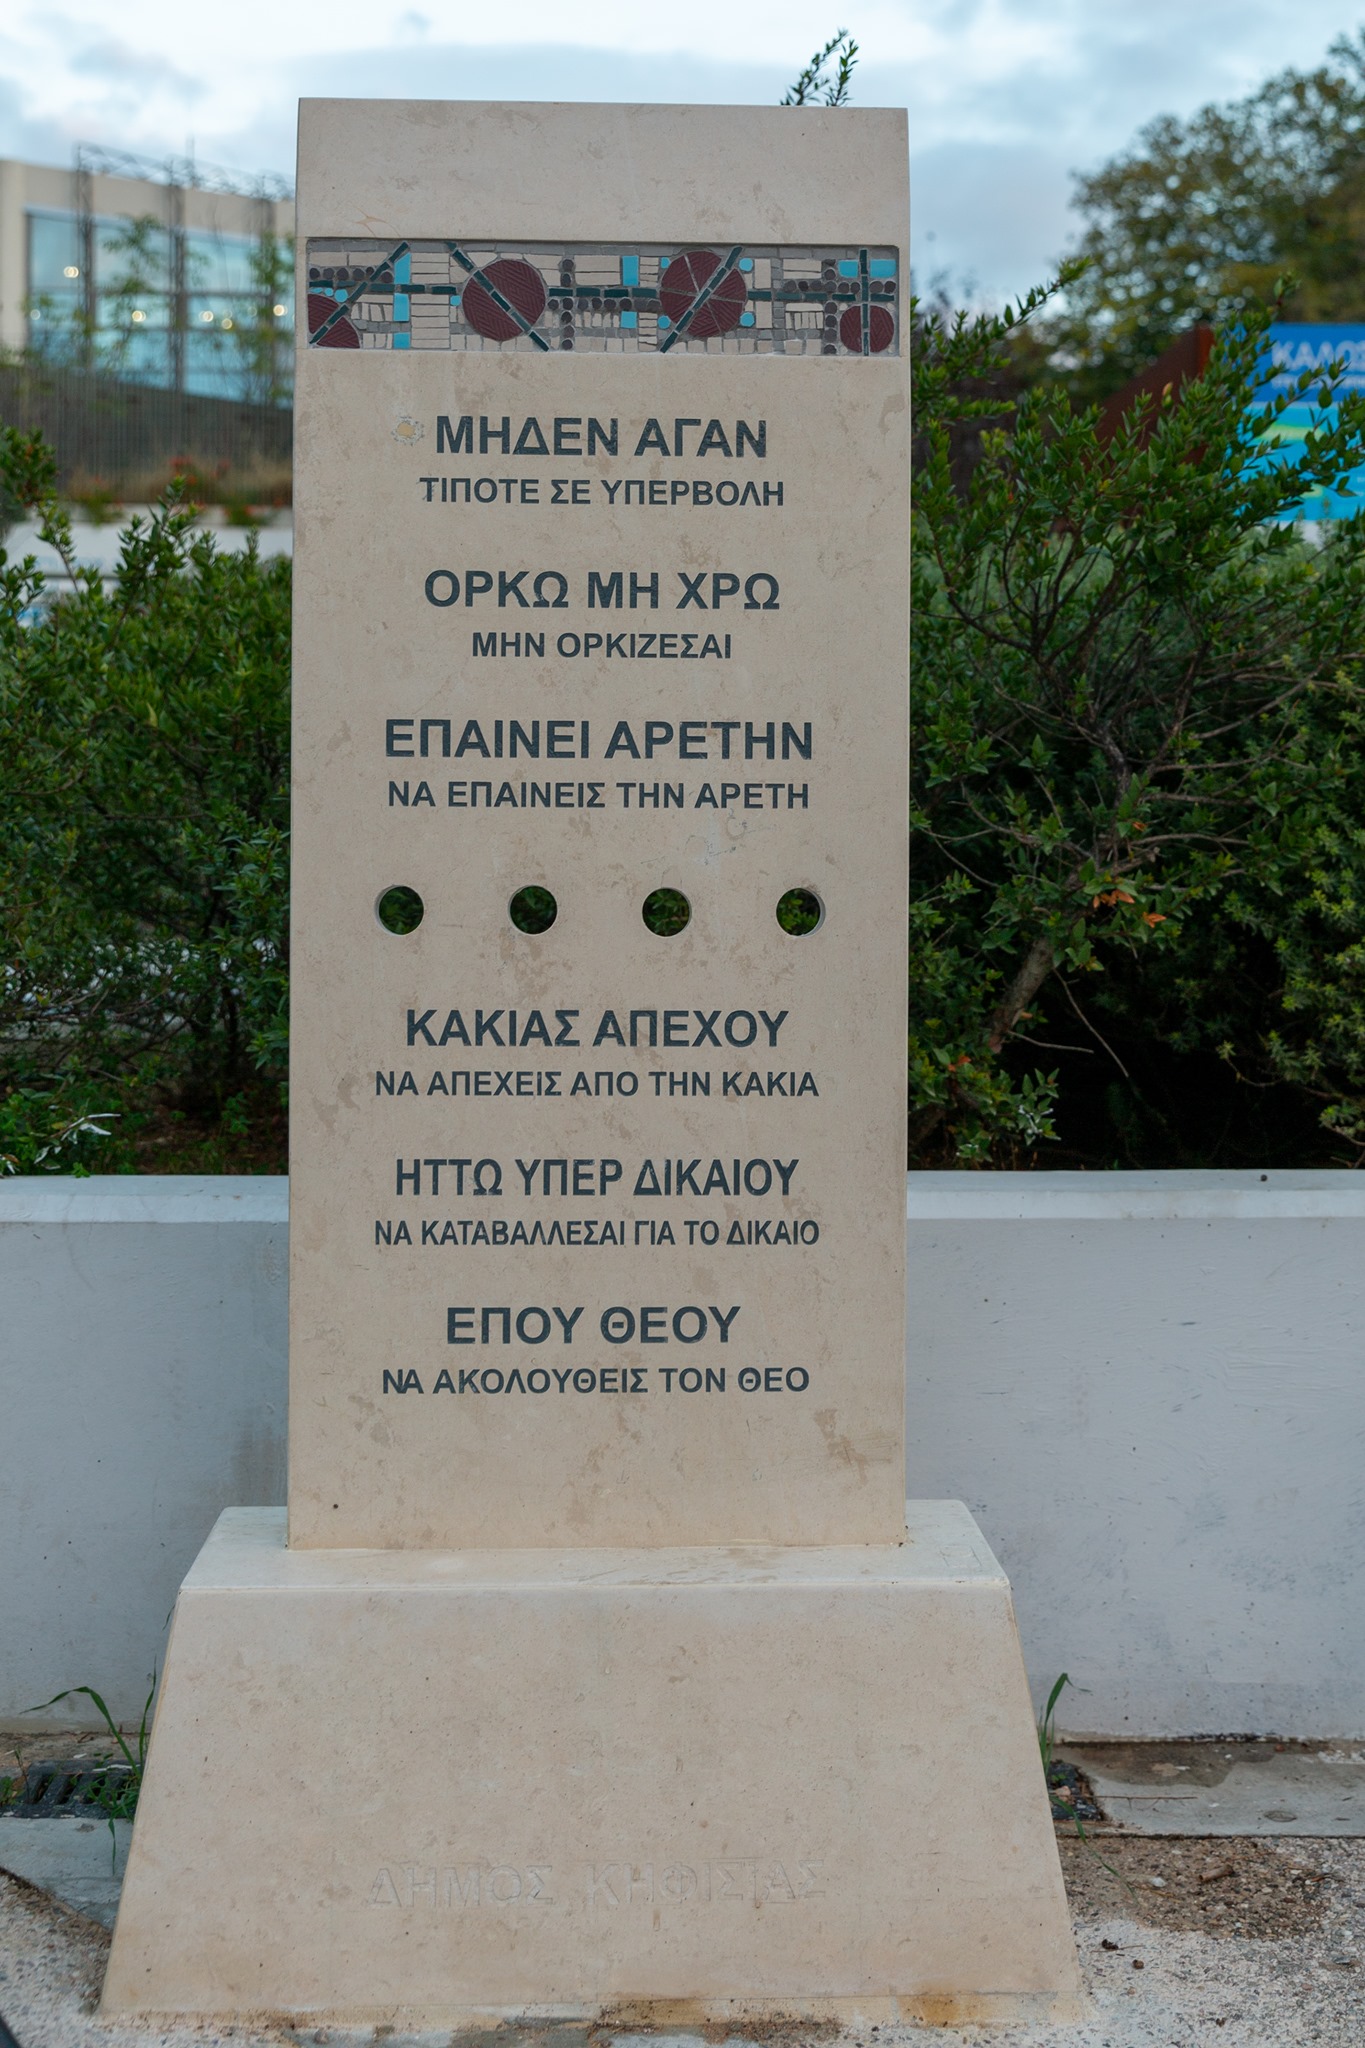 ΜΗΔΕΝ ΑΓΑΝ
ΤΙΠΟΤΕ ΣΕ ΥΠΕΡΒΟΛΗ
ΟΡΚΩ ΜΗ ΧΡΩ
ΜΗΝ ΟΡΚΙΖΕΣΑΙ
ΕΠΑΙΝΕΙ ΑΡΕΤΗΝ
ΝΑ ΕΠΑΙΝΕΙΣ ΤΗΝ ΑΡΕΤΗ
ΚΑΚΙΑΣ ΑΠΕΧΟΥ
ΝΑ ΑΠΕΧΕΙΣ ΑΠΟ ΤΗΝ ΚΑΚΙΑ
ΗΤΤΩ ΥΠΕΡ ΔΙΚΑΙΟΥ
ΝΑ ΚΑΤΑΒΑΛΛΕΣΑΙ ΓΙΑ ΤΟ ΔΙΚΑΙΟ
ΕΠΟΥ ΘΕΟΥ
ΝΑ ΑΚΟΛΟΥΘΕΙΣ ΤΟΝ ΘΕΟ
ΔΗΜΟΣ ΚΗΦΙΣΙΑΣ